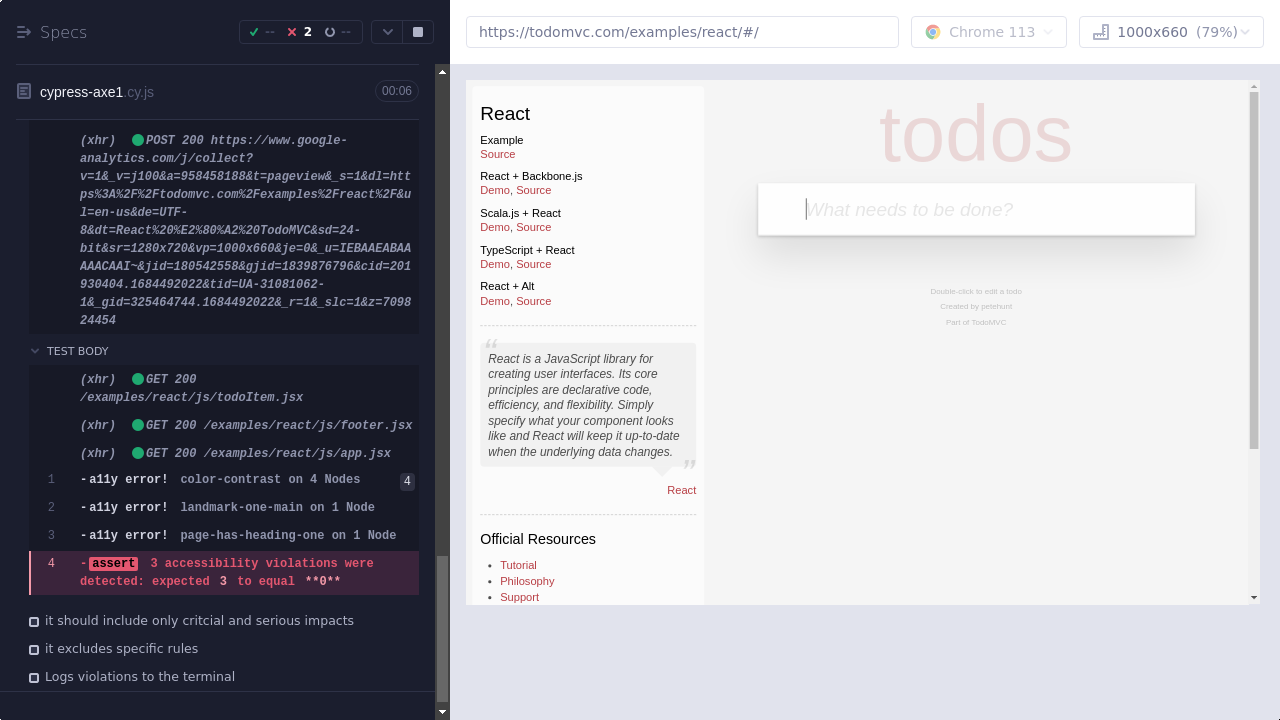 Specs
--
2
--
cypress-axe1.cy.js
00:06
(xhr) POST 200 https://www.google-
analytics.com/j/collect?
v=1&_v=j100&a=958458188&t=pageview&_s=1&dl=htt
ps%3A%2F%2Ftodomvc.com%2Fexamples%2Freact%2F&u
l=en-us&de=UTF-
8&dt=React%20%E2%80%A2%20TodoMVC&sd=24-
bit&sr=1280x720&vp=1000x660&je=0&_u=IEBAAEABAA
AAACAAI~&jid=180542558&gjid=1839876796&cid=201
930404.1684492022&tid=UA-31081062-
1&_gid=325464744.1684492022&_r=1&_slc=1&z=7098
24454
TEST BODY
(xhr) GET 200
/examples/react/js/todoItem.jsx
(xhr) GET 200 /examples/react/js/footer.jsx
(xhr) GET 200 /examples/react/js/app.jsx
1 -a11y error! color-contrast on 4 Nodes 4
2 -a11y error! landmark-one-main on 1 Node
3 -a11y error! page-has-heading-one on 1 Node
4 -assert 3 accessibility violations were
detected: expected 3 to equal **0**
it should include only critcial and serious impacts
it excludes specific rules
Logs violations to the terminal
https://todomvc.com/examples/react/#/
Chrome 113
1000x660 (79%)
React
Example
Source
React + Backbone.js
Demo, Source
Scala.js + React
Demo, Source
TypeScript + React
Demo, Source
React + Alt
Demo, Source
“
React is a JavaScript library for
creating user interfaces. Its core
principles are declarative code,
efficiency, and flexibility. Simply
specify what your component looks
like and React will keep it up-to-date
when the underlying data changes.
”
React
Official Resources
• Tutorial
• Philosophy
• Support
todos
What needs to be done?
Double-click to edit a todo
Created by petehunt
Part of TodoMVC